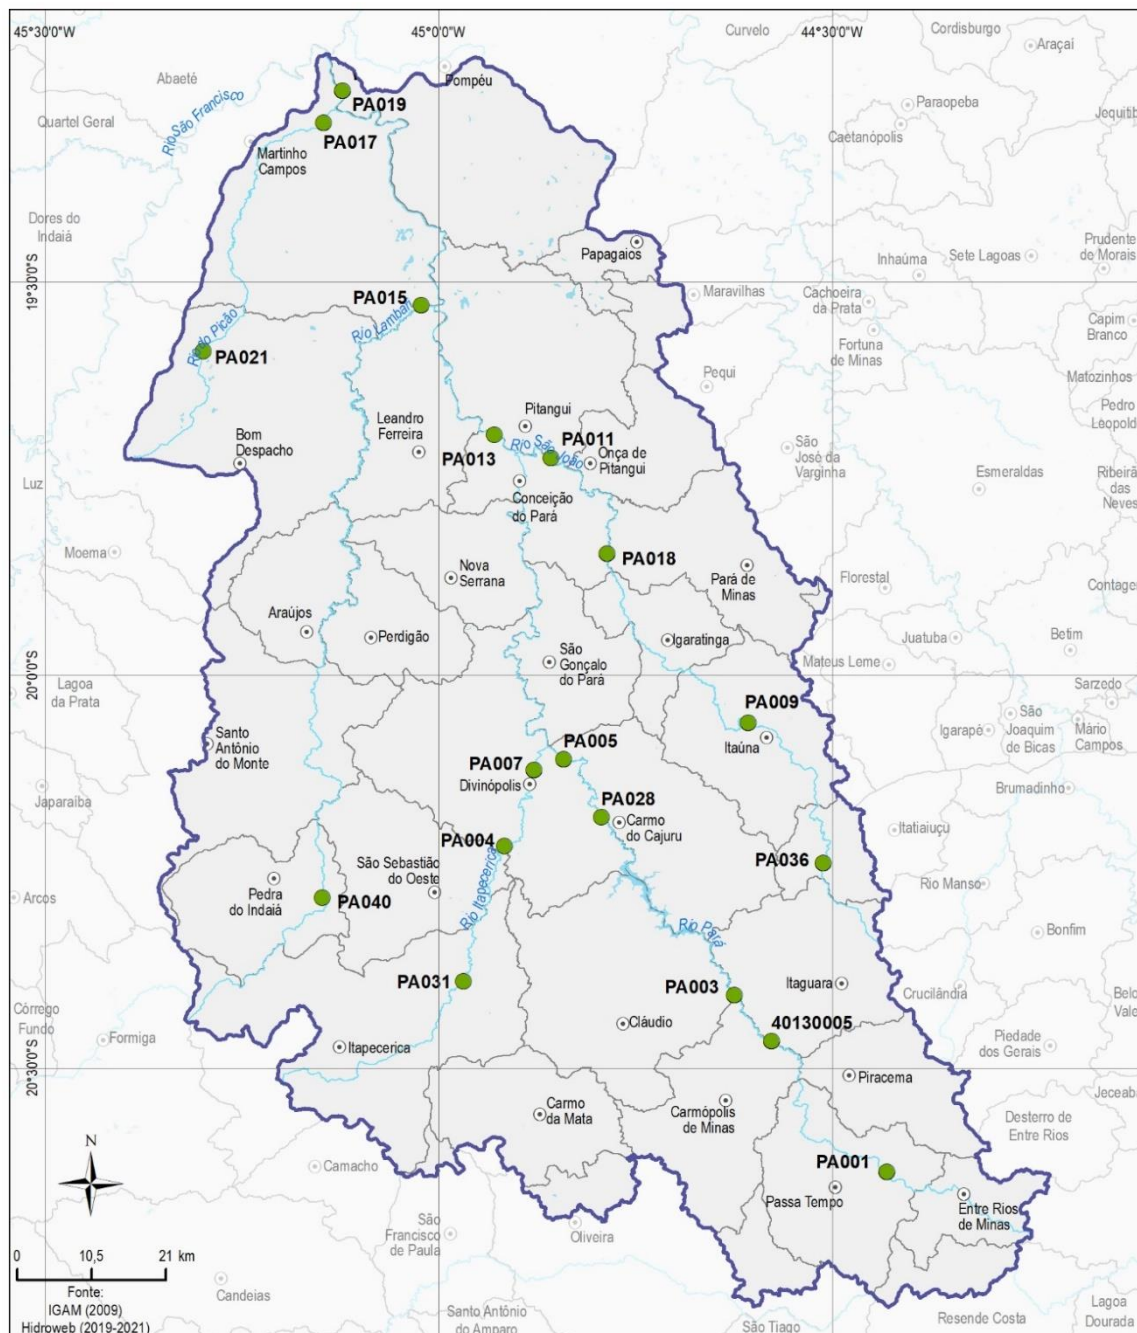 45°30'0"W
45°0'0"W
44°30'0"W
Cordisburgo
Curvelo
Araçaí
Abaeté
Pompéu
Rio São Francisco
PA019
Paraopeba
Jequitib
Quartel Geral
Caetanópolis
PA017
Martinho
Campos
Dores do
Indaiá
Papagaios
Prudente
de Morais
Sete Lagoas
Inhaúma
19°30'0"S
PA015
Maravilhas
Cachoeira
da Prata
Rio Lambari
Capim
Branco
Rio do Picão
Fortuna
de Minas
PA021
Matozinhos
Pequi
Pedro
Leopold
Pitangui
Leandro
Ferreira
Rio São João
PA011
Bom
Despacho
PA013
Onça de
Pitangui
São
José da
Varginha
Esmeraldas
Ribeirã
das
Neves
Luz
Conceição
do Pará
Moema
PA018
Nova
Serrana
Pará de
Minas
Florestal
Contage
Araújos
Perdigão
Igaratinga
Juatuba
Betim
São
Gonçalo
do Pará
Mateus Leme
20°0'0"S
Lagoa
da Prata
Sarzedo
PA009
São
Joaquim
de Bicas
Igarapé
Mário
Campos
Santo
Antônio
do Monte
Itaúna
PA005
PA007
Divinópolis
Japaraíba
Brumadinho
PA028
Carmo
do Cajuru
Itatiaiuçu
PA004
São Sebastião
do Oeste
PA036
Rio Manso
Arcos
Pedra
do Indaiá
PA040
Rio Itapecerica
Rio Pará
Bonfim
PA031
PA003
Itaguara
Crucilândia
Belo
Vale
Córrego
Fundo
Formiga
Cláudio
40130005
Piedade
dos Gerais
Itapecerica
20°30'0"S
Piracema
Jeceab
Carmo
da Mata
Carmópolis
de Minas
Desterro de
Entre Rios
N
Camacho
PA001
Passa Tempo
Entre Rios
de Minas
São
Francisco
de Paula
Oliveira
0 10,5 21 km
Fonte:
IGAM (2009)
Hidroweb (2019-2021)
Candeias
Santo Antônio
do Amparo
São Tiago
Resende Costa
Lagoa
Dourada